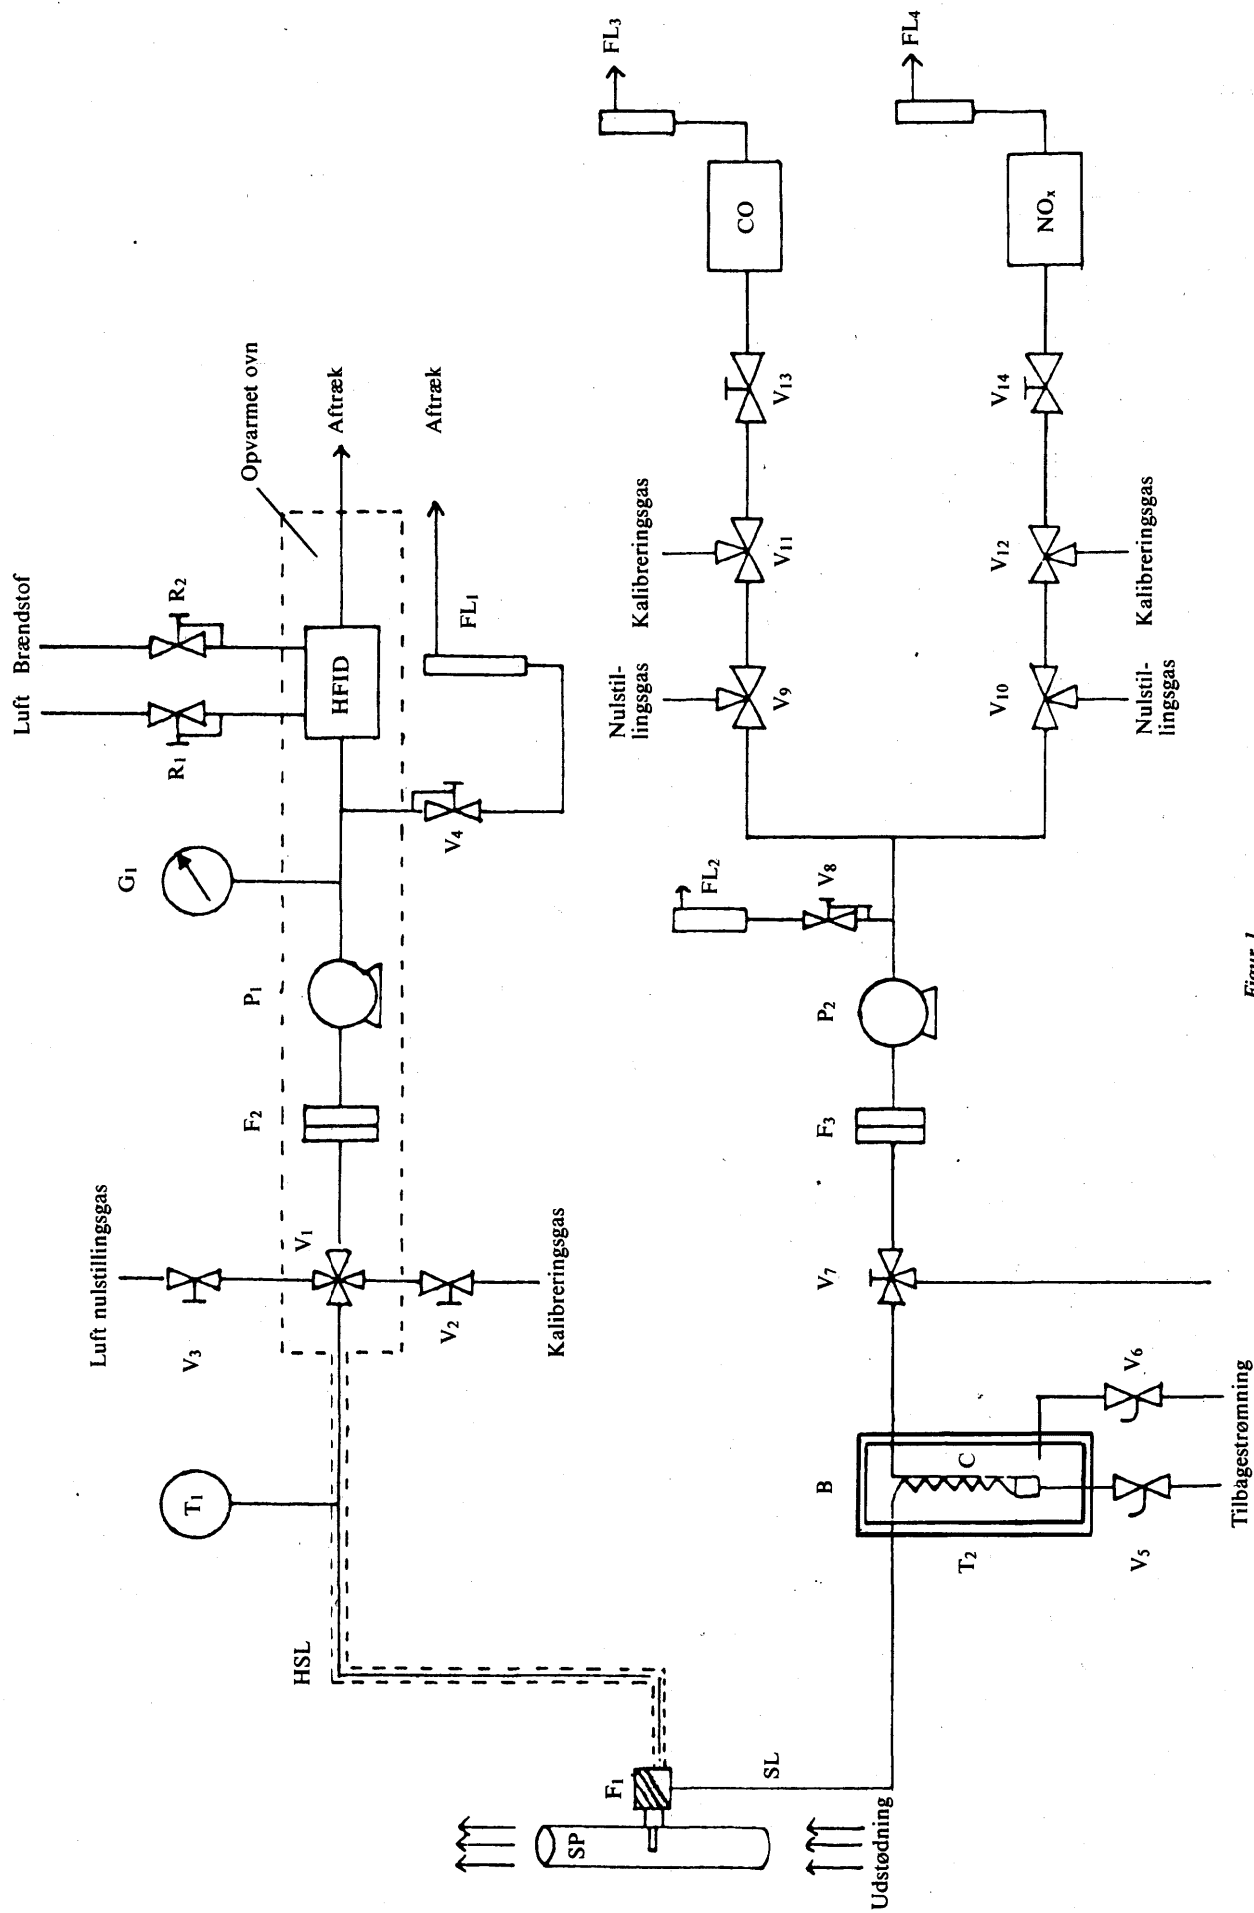 Luft nulstillingsgas
V3
Luft
Brændstof
R1
R2
G1
T1
HSL
V1
F2
P1
HFID
Opvarmet ovn
Aftræk
V2
Kalibreringsgas
V4
FL1
Aftræk
SP
F1
SL
Udstødning
B
C
T2
V5
V6
Tilbagestrømning
V7
F3
P2
V8
FL2
Nulstil-
lingsgas
V9
Kalibreringsgas
V11
V13
CO
FL3
V10
Nulstil-
lingsgas
V12
Kalibreringsgas
V14
NOx
FL4
Figur 1